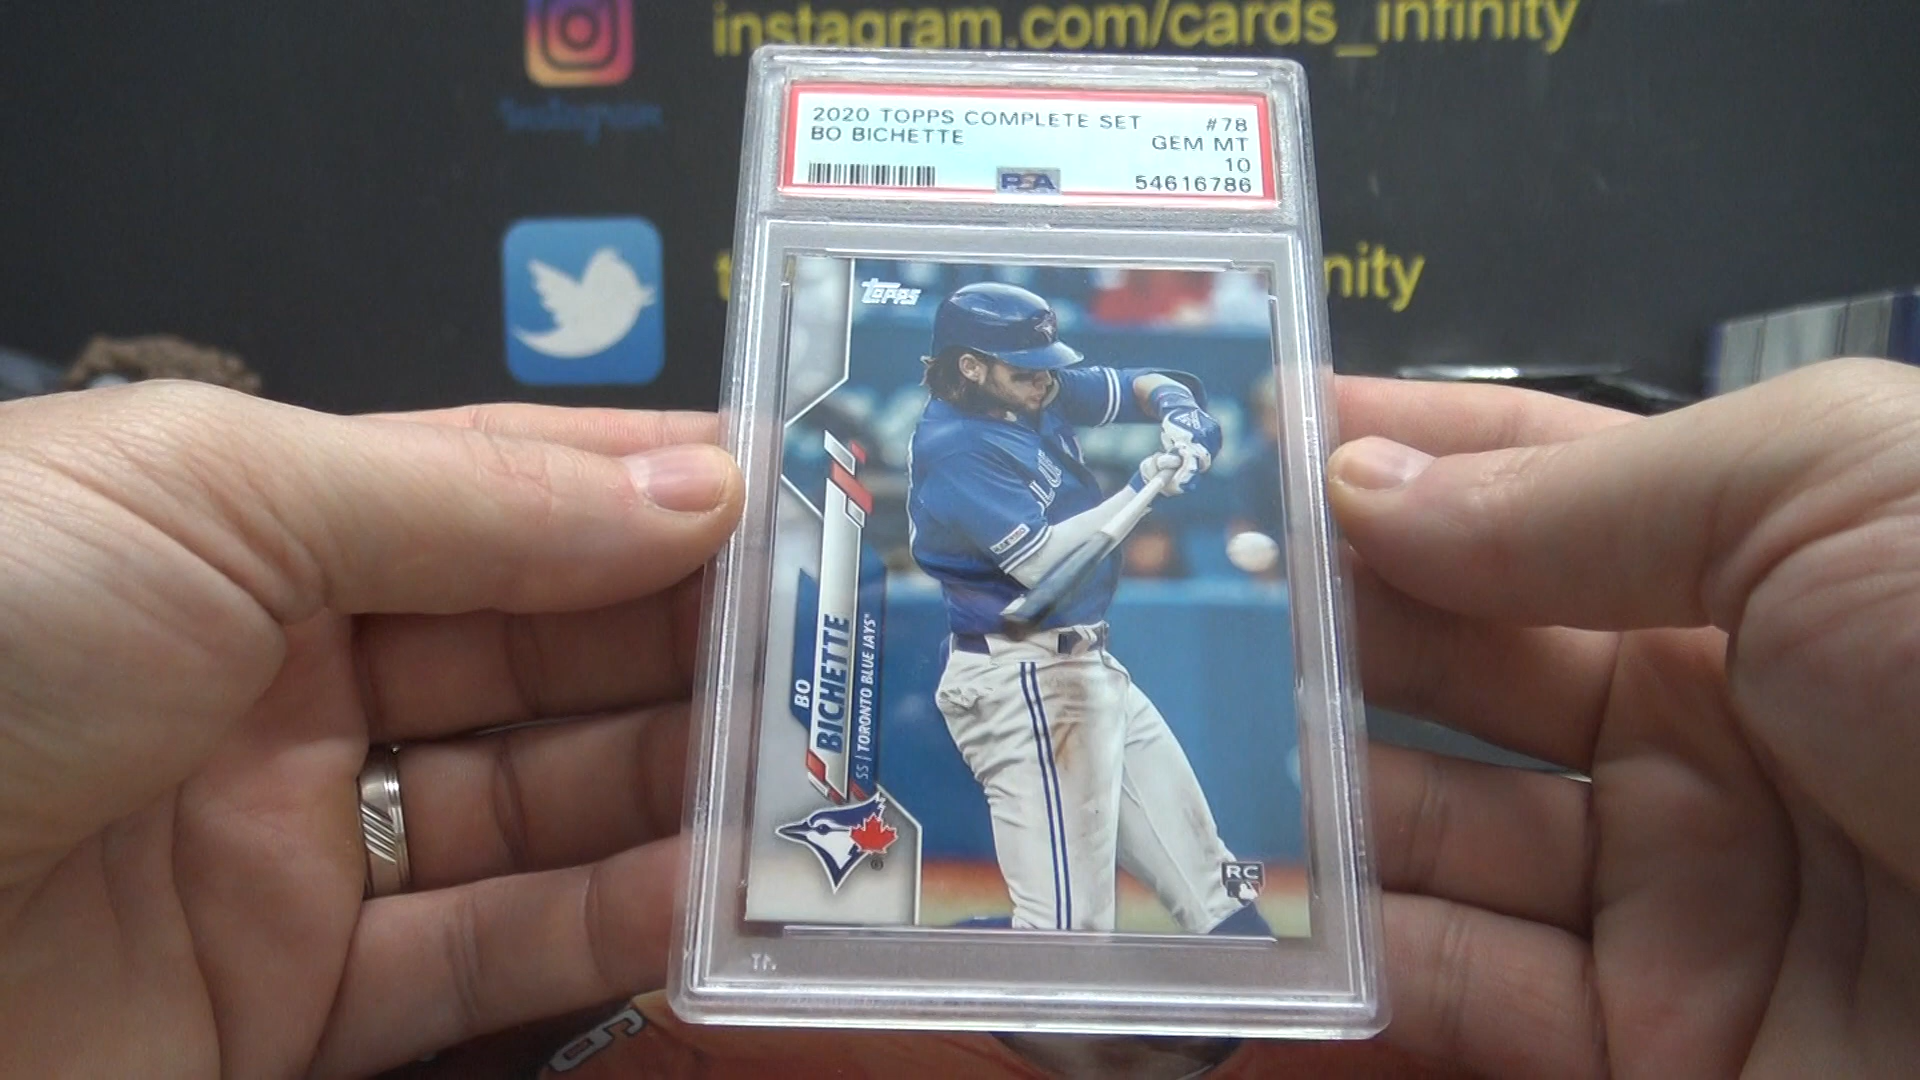 instagram.com/cards_infinity
Instagram
2020 TOPPS COMPLETE SET #78
BO BICHETTE GEM MT
10
PSA 54616786
t nity
Topps
BO
BICHETTE
SS | TORONTO BLUE JAYS
RC